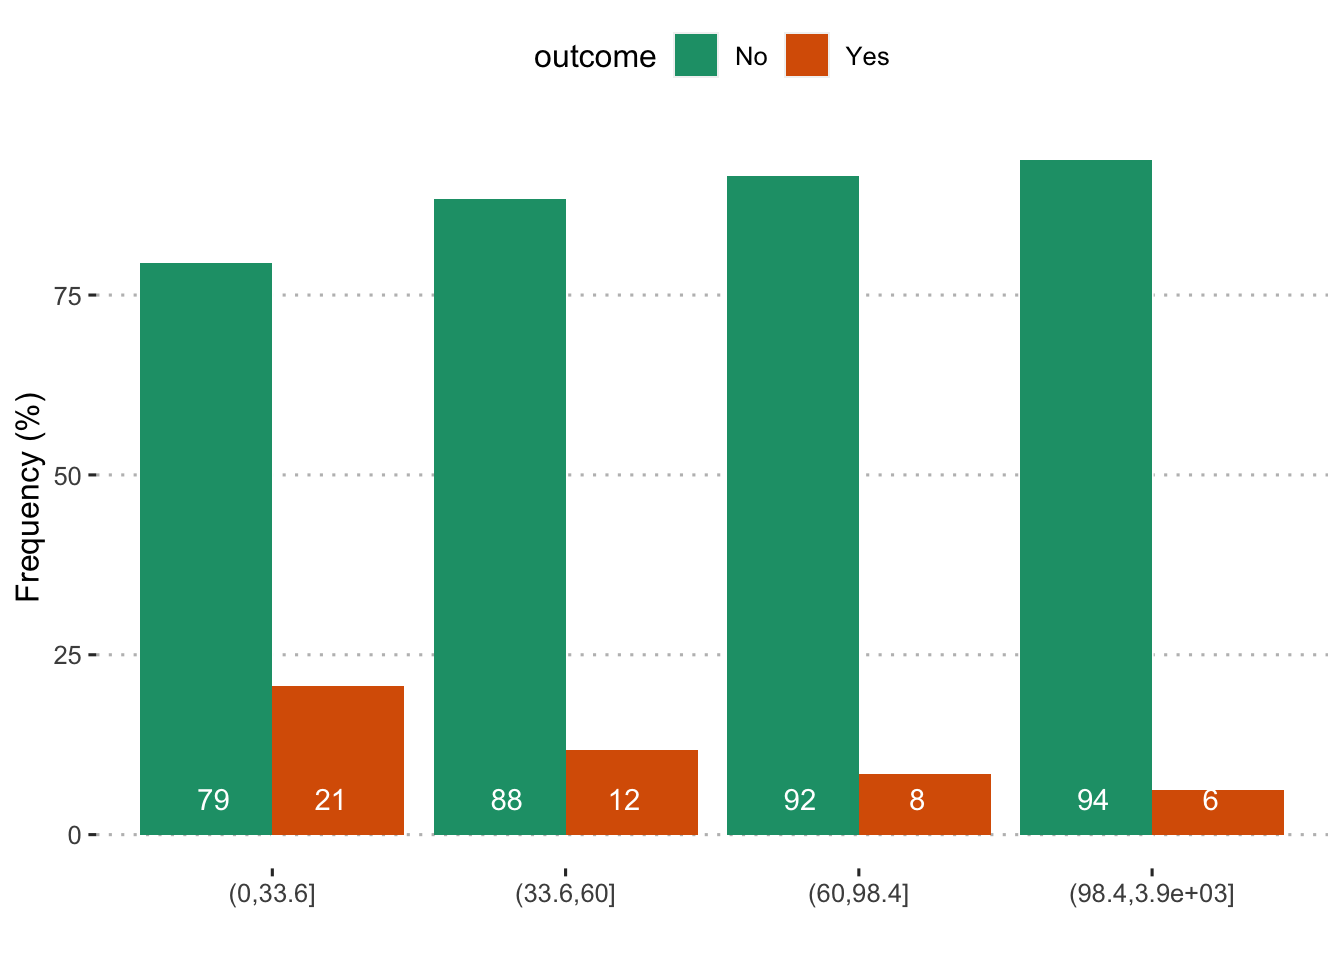 outcome No Yes
Frequency (%)
75
50
25
0
79 21 88 12 92 8 94 6
(0,33.6] (33.6,60] (60,98.4] (98.4,3.9e+03]